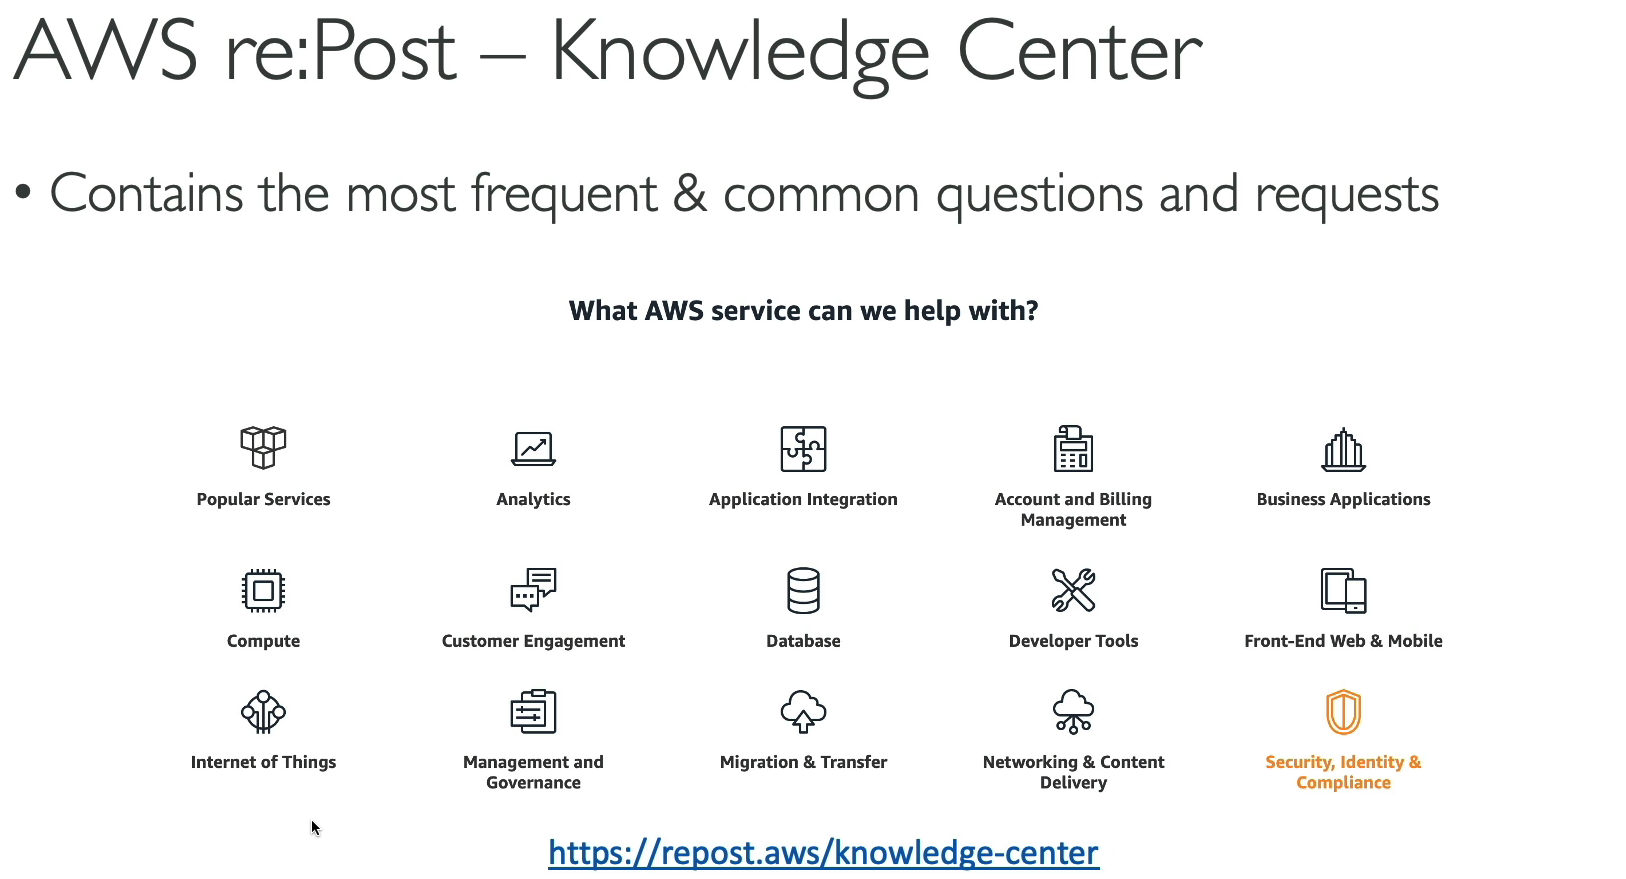 AWS re:Post – Knowledge Center
• Contains the most frequent & common questions and requests
What AWS service can we help with?
Popular Services
Analytics
Application Integration
Account and Billing
Management
Business Applications
Compute
Customer Engagement
Database
Developer Tools
Front-End Web & Mobile
Internet of Things
Management and
Governance
Migration & Transfer
Networking & Content
Delivery
Security, Identity &
Compliance
https://repost.aws/knowledge-center